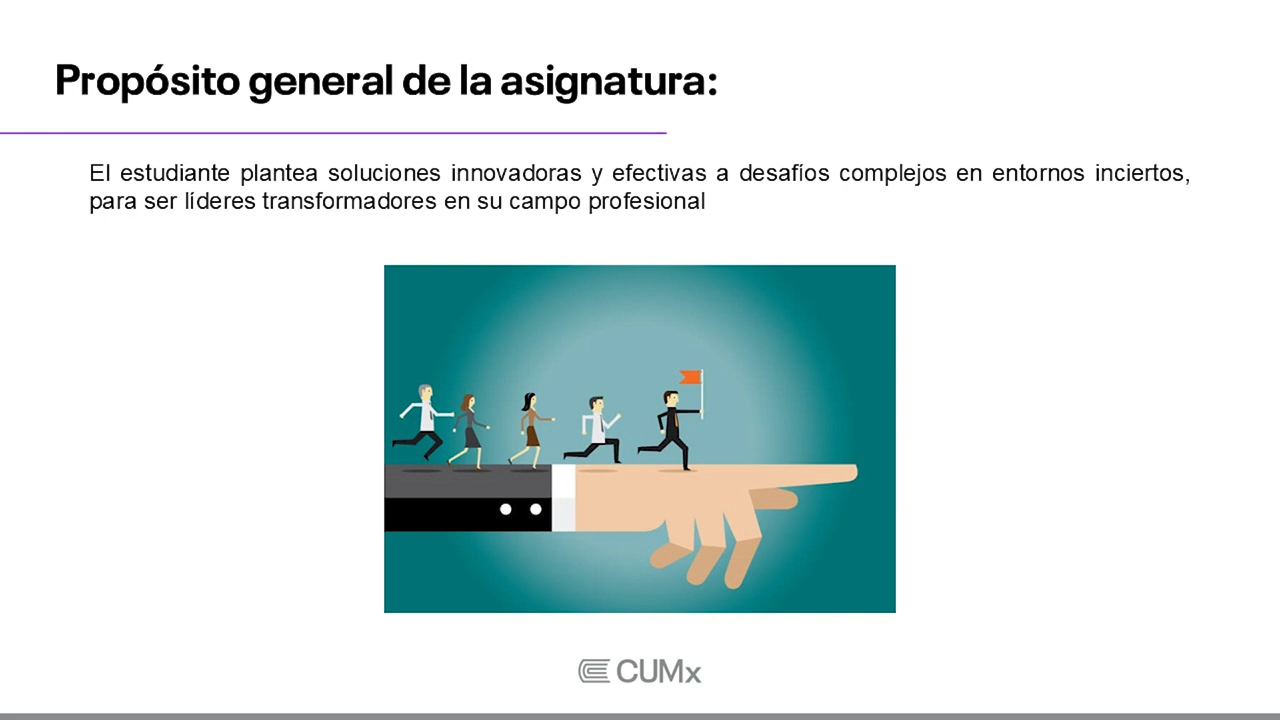 Propósito general de la asignatura:
El estudiante plantea soluciones innovadoras y efectivas a desafíos complejos en entornos inciertos,
para ser líderes transformadores en su campo profesional
CUMx